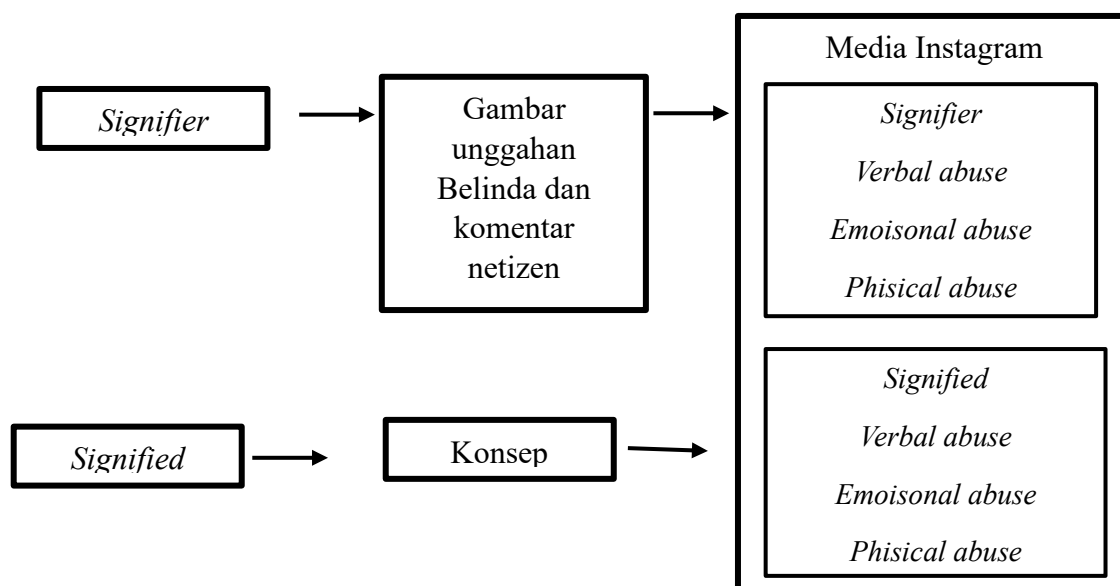 Signifier
Gambar
unggahan
Belinda dan
komentar
netizen
Media Instagram
Signifier
Verbal abuse
Emoisonal abuse
Phisical abuse
Signified
Konsep
Signified
Verbal abuse
Emoisonal abuse
Phisical abuse